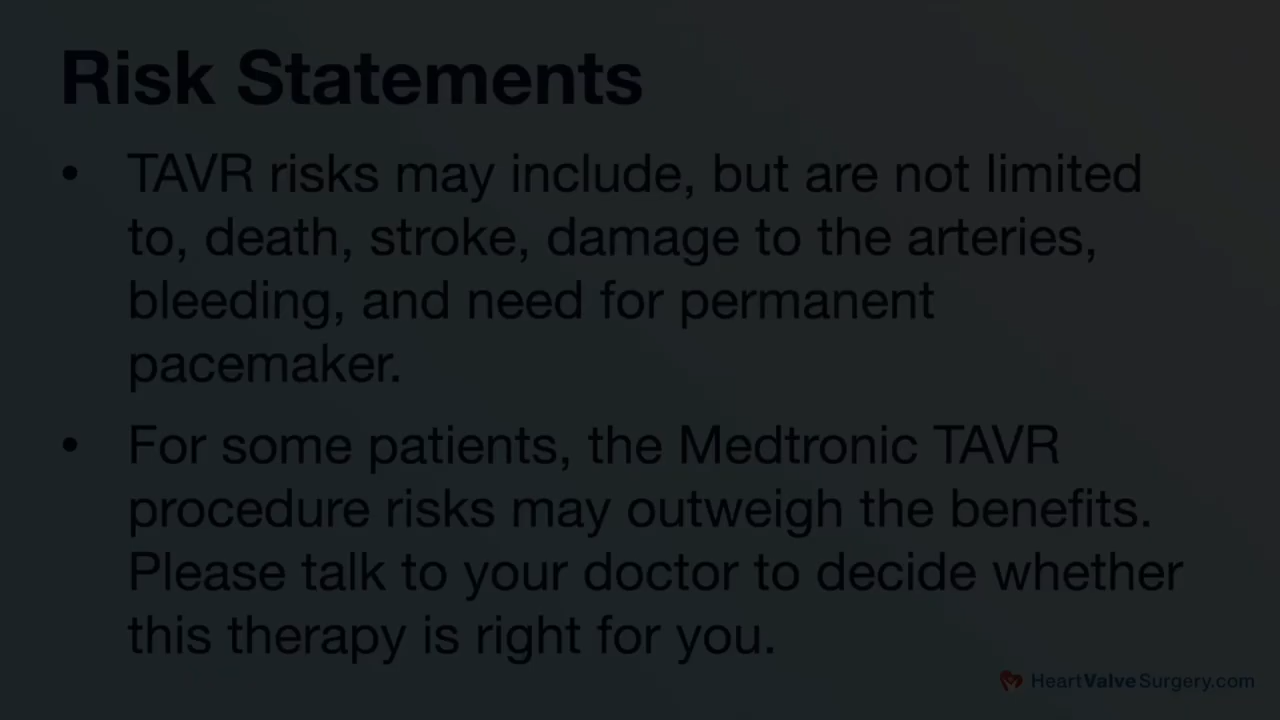 Risk Statements
• TAVR risks may include, but are not limited
to, death, stroke, damage to the arteries,
bleeding, and need for permanent
pacemaker.
• For some patients, the Medtronic TAVR
procedure risks may outweigh the benefits.
Please talk to your doctor to decide whether
this therapy is right for you.
HeartValveSurgery.com